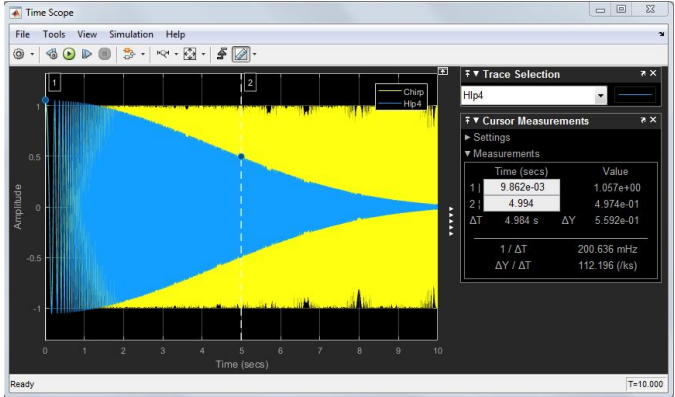 Time Scope
File Tools View Simulation Help
1
2
Chirp
Hlp4
1
0.5
0
-0.5
-1
Amplitude
0 1 2 3 4 5 6 7 8 9 10
Time (secs)
Trace Selection
Hlp4
Cursor Measurements
Settings
Measurements
Time (secs) Value
1 9.862e-03 1.057e+00
2 4.994 4.974e-01
ΔT 4.984 s ΔY 5.592e-01
1 / ΔT 200.636 mHz
ΔY / ΔT 112.196 (/ks)
Ready
T=10.000